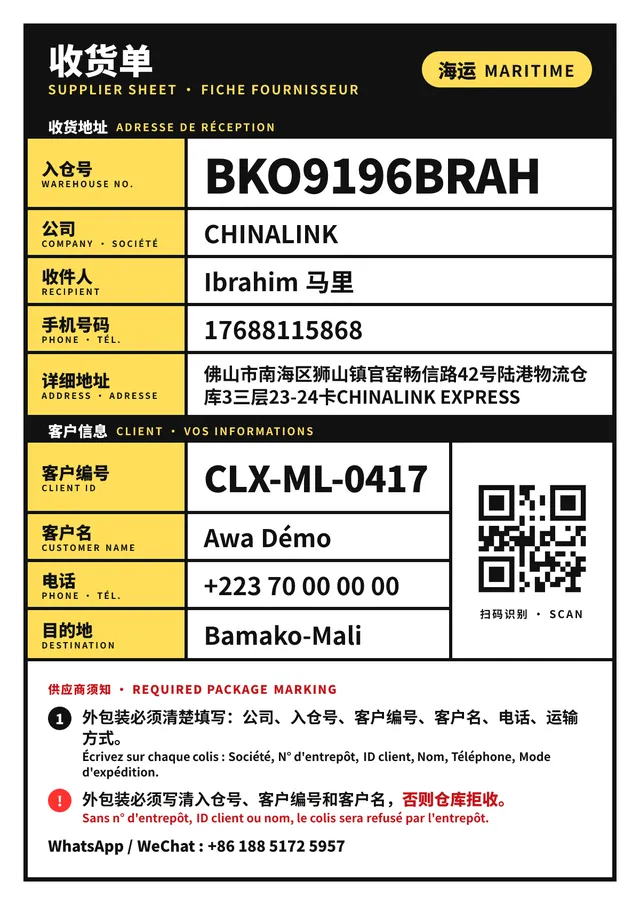 收货单
SUPPLIER SHEET · FICHE FOURNISSEUR
海运 MARITIME
收货地址 ADRESSE DE RÉCEPTION
入仓号
WAREHOUSE NO.
BKO9196BRAH
公司
COMPANY · SOCIÉTÉ
CHINALINK
收件人
RECIPIENT
Ibrahim 马里
手机号码
PHONE · TÉL.
17688115868
详细地址
ADDRESS · ADRESSE
佛山市南海区狮山镇官窑畅信路42号陆港物流仓
库3三层23-24卡CHINALINK EXPRESS
客户信息 CLIENT · VOS INFORMATIONS
客户编号
CLIENT ID
CLX-ML-0417
客户名
CUSTOMER NAME
Awa Démo
电话
PHONE · TÉL.
+223 70 00 00 00
目的地
DESTINATION
Bamako-Mali
扫码识别 · SCAN
供应商须知 · REQUIRED PACKAGE MARKING
1 外包装必须清楚填写：公司、入仓号、客户编号、客户名、电话、运输
方式。
Écrivez sur chaque colis : Société, N° d'entrepôt, ID client, Nom, Téléphone, Mode
d'expédition.
! 外包装必须写清入仓号、客户编号和客户名，否则仓库拒收。
Sans n° d'entrepôt, ID client ou nom, le colis sera refusé par l'entrepôt.
WhatsApp / WeChat : +86 188 5172 5957